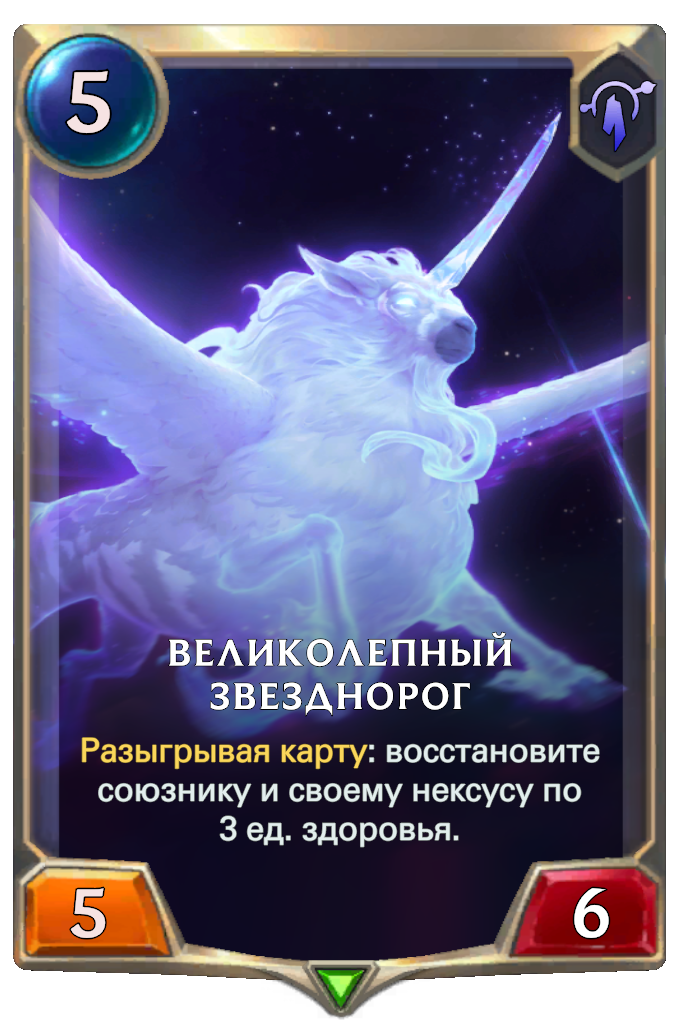 5
ВЕЛИКОЛЕПНЫЙ
ЗВЕЗДНОРОГ
Разыгрывая карту: восстановите
союзнику и своему нексусу по
3 ед. здоровья.
5
6